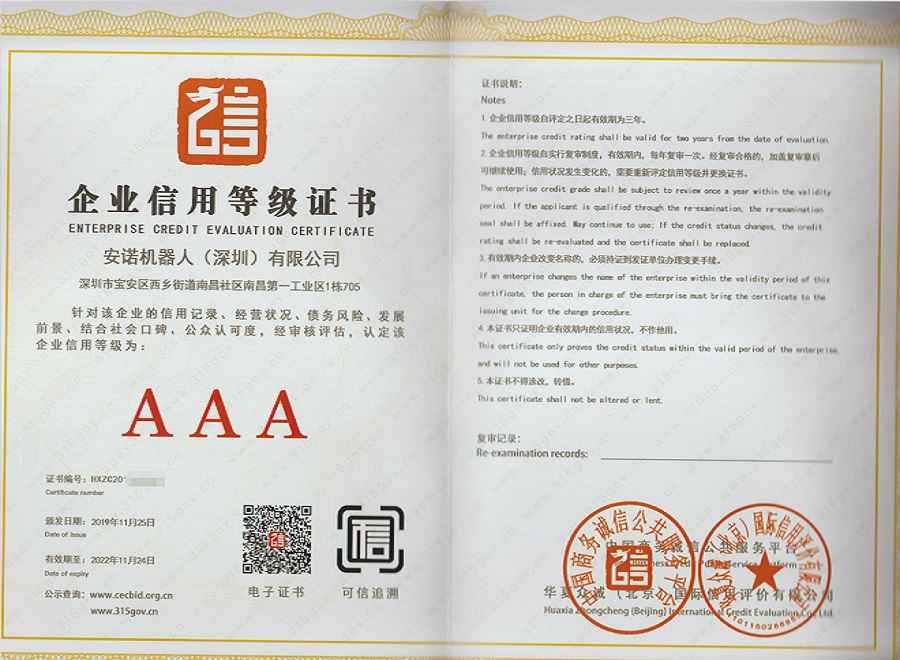 企业信用等级证书
ENTERPRISE CREDIT EVALUATION CERTIFICATE
安诺机器人（深圳）有限公司
深圳市宝安区西乡街道南昌社区南昌第一工业区1栋705
针对该企业的信用记录、经营状况、债务风险、发展
前景、结合社会口碑、公众认可度，经审核评估，认定该
企业信用等级为：
AAA
证书编号：HXZC20
Certificate number
颁发日期：2019年11月25日
Date of issue
有效期至：2022年11月24日
Date of expiry
公示查询：www.cecbid.org.cn
www.315gov.cn
电子证书
信
可信追溯
证书说明：
Notes
1. 企业信用等级自评定之日起有效期为三年。
The enterprise credit rating shall be valid for two years from the date of evaluation
2. 企业信用等级自实行复审制度，有效期内，每年复审一次。经复审合格的，加盖复审章后
可继续使用；信用状况发生变化的，需要重新评定信用等级并更换证书。
The enterprise credit grade shall be subject to review once a year within the validity
period. If the applicant is qualified through the re-examination, the re-examination
seal shall be affixed. May continue to use; If the credit status changes, the credit
rating shall be re-evaluated and the certificate shall be replaced.
3. 有效期内企业改变名称的，必须持证到发证单位办理变更手续。
If an enterprise changes the name of the enterprise within the validity period of this
certificate, the person in charge of the enterprise must bring the certificate to the
issuing unit for the change procedure.
4. 本证书只证明企业有效期内的信用状况，不作他用。
This certificate only proves the credit status within the valid period of the enterprise,
and will not be used for other purposes.
5. 本证书不得涂改，转借。
This certificate shall not be altered or lent.
复审记录：
Re-examination records:
中国商务诚信公共服务平台
华夏众诚（北京）国际信用评价有限公司
Huaxia Zhongcheng (Beijing) International Credit Evaluation Co., Ltd.